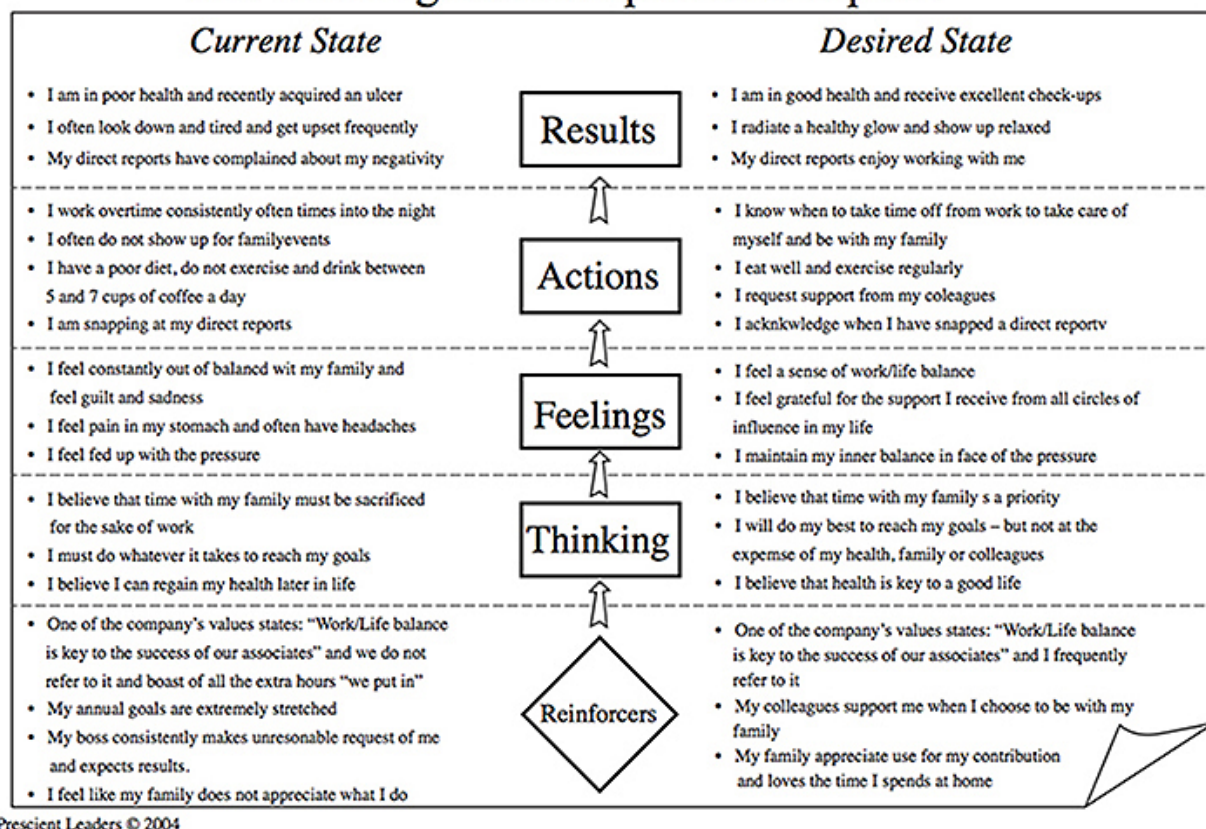 Current State
Desired State
• I am in poor health and recently acquired an ulcer
• I often look down and tired and get upset frequently
• My direct reports have complained about my negativity
Results
• I am in good health and receive excellent check-ups
• I radiate a healthy glow and show up relaxed
• My direct reports enjoy working with me
• I work overtime consistently often times into the night
• I often do not show up for familyevents
• I have a poor diet, do not exercise and drink between
5 and 7 cups of coffee a day
• I am snapping at my direct reports
Actions
• I know when to take time off from work to take care of
myself and be with my family
• I eat well and exercise regularly
• I request support from my coleagues
• I acknkwledge when I have snapped a direct reportv
• I feel constantly out of balancd wit my family and
feel guilt and sadness
• I feel pain in my stomach and often have headaches
• I feel fed up with the pressure
Feelings
• I feel a sense of work/life balance
• I feel grateful for the support I receive from all circles of
influence in my life
• I maintain my inner balance in face of the pressure
• I believe that time with my family must be sacrificed
for the sake of work
• I must do whatever it takes to reach my goals
• I believe I can regain my health later in life
Thinking
• I believe that time with my family s a priority
• I will do my best to reach my goals – but not at the
expemse of my health, family or colleagues
• I believe that health is key to a good life
• One of the company's values states: "Work/Life balance
is key to the success of our associates" and we do not
refer to it and boast of all the extra hours "we put in"
• My annual goals are extremely stretched
• My boss consistently makes unresonable request of me
and expects results.
• I feel like my family does not appreciate what I do
Reinforcers
• One of the company's values states: "Work/Life balance
is key to the success of our associates" and I frequently
refer to it
• My colleagues support me when I choose to be with my
family
• My family appreciate use for my contribution
and loves the time I spends at home
Prescient Leaders © 2004